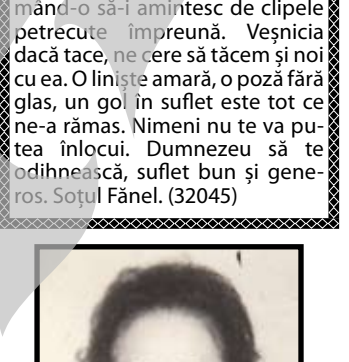 mând-o să-i amintesc de clipele
petrecute împreună. Veșnicia
dacă tace, ne cere să tăcem și noi
cu ea. O liniște amară, o poză fără
glas, un gol în suflet este tot ce
ne-a rămas. Nimeni nu te va pu-
tea înlocui. Dumnezeu să te
odihnească, suflet bun și gene-
ros. Soțul Fănel. (32045)